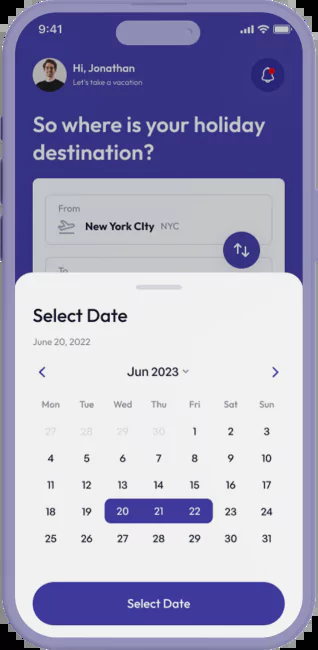 9:41
Hi, Jonathan
Let's take a vacation
So where is your holiday
destination?
From
New York CIty NYC
To
Select Date
June 20, 2022
Jun 2023
Mon Tue Wed Thu Fri Sat Sun
27 28 29 30 1 2 3
4 5 6 7 8 9 10
11 12 13 14 15 16 17
18 19 20 21 22 23 24
25 26 27 28 29 30 31
Select Date